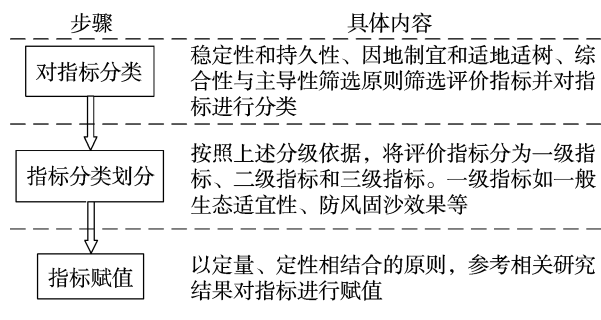 步骤
具体内容
对指标分类
稳定性和持久性、因地制宜和适地适树、综
合性与主导性筛选原则筛选评价指标并对指
标进行分类
指标分类划分
按照上述分级依据，将评价指标分为一级指
标、二级指标和三级指标。一级指标如一般
生态适宜性、防风固沙效果等
指标赋值
以定量、定性相结合的原则，参考相关研究
结果对指标进行赋值